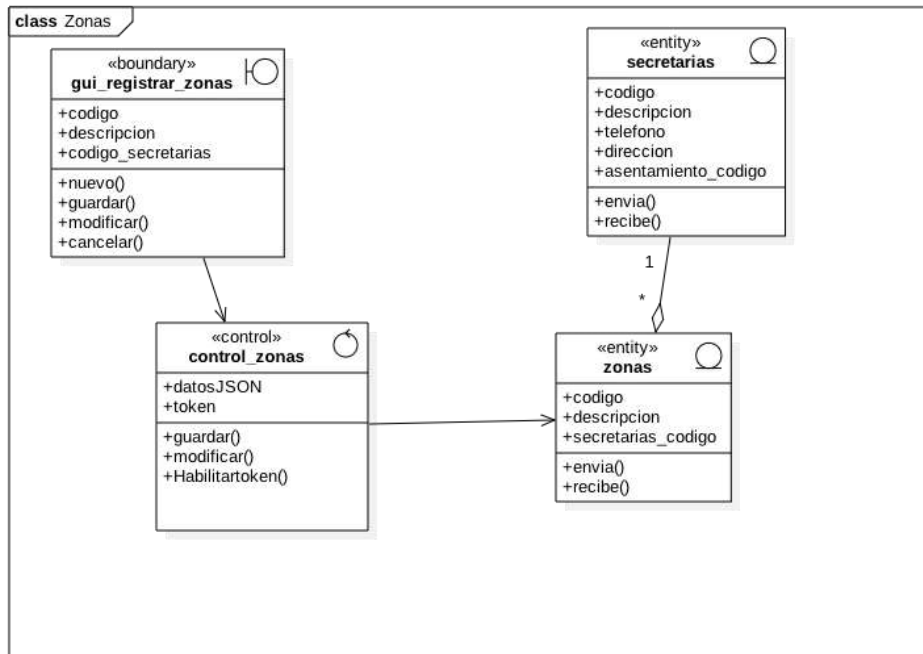 class Zonas
«boundary»
gui_registrar_zonas
+codigo
+descripcion
+codigo_secretarias
+nuevo()
+guardar()
+modificar()
+cancelar()
«entity»
secretarias
+codigo
+descripcion
+telefono
+direccion
+asentamiento_codigo
+envia()
+recibe()
1
*
«control»
control_zonas
+datosJSON
+token
+guardar()
+modificar()
+Habilitartoken()
«entity»
zonas
+codigo
+descripcion
+secretarias_codigo
+envia()
+recibe()